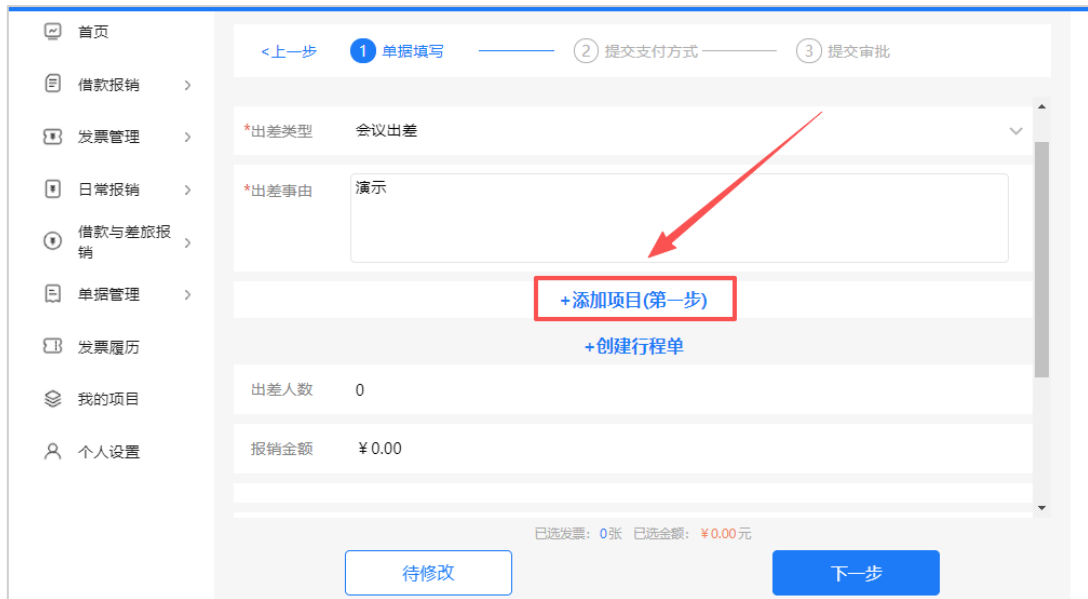 首页
借款报销
发票管理
日常报销
借款与差旅报
销
单据管理
发票履历
我的项目
个人设置
<上一步 1 单据填写 2 提交支付方式 3 提交审批
*出差类型 会议出差
*出差事由 演示
+添加项目(第一步)
+创建行程单
出差人数 0
报销金额 ¥0.00
已选发票: 0张 已选金额: ¥0.00元
待修改 下一步